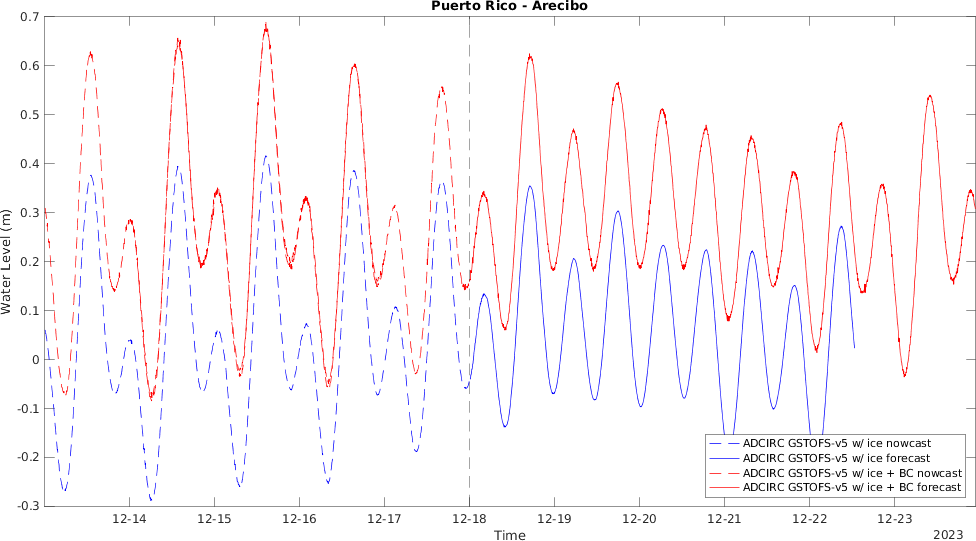 Puerto Rico - Arecibo
Water Level (m)
0.7
0.6
0.5
0.4
0.3
0.2
0.1
0
-0.1
-0.2
-0.3
ADCIRC GSTOFS-v5 w/ ice nowcast
ADCIRC GSTOFS-v5 w/ ice forecast
ADCIRC GSTOFS-v5 w/ ice + BC nowcast
ADCIRC GSTOFS-v5 w/ ice + BC forecast
12-14 12-15 12-16 12-17 12-18 12-19 12-20 12-21 12-22 12-23
Time
2023